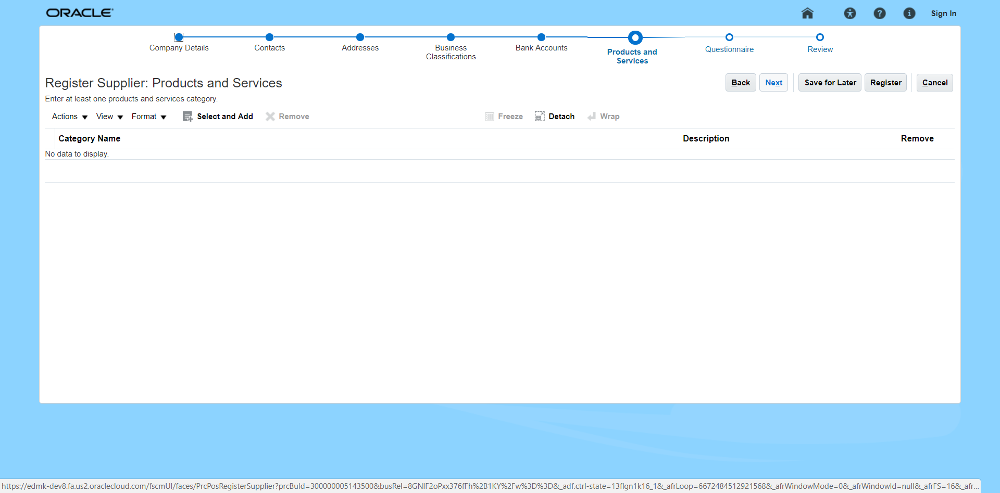 ORACLE
Sign In
Company Details
Contacts
Addresses
Business
Classifications
Bank Accounts
Products and
Services
Questionnaire
Review
Register Supplier: Products and Services
Back
Next
Save for Later
Register
Cancel
Enter at least one products and services category.
Actions View Format Select and Add Remove Freeze Detach Wrap
Category Name Description Remove
No data to display.
https://edmk-dev8.fa.us2.oraclecloud.com/fscmUI/faces/PrcPosRegisterSupplier?prcBuId=300000005143500&busRel=8GNIF2oPxx376fFh%2B1KY%2Fw%3D%3D&_adf.ctrl-state=13flgn1k16_1&_afrLoop=6672484512921568&_afrWindowMode=0&_afrWindowId=null&_afrFS=16&_afr...